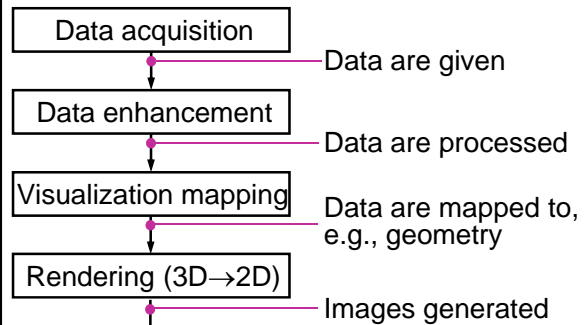 Data acquisition
Data are given
Data enhancement
Data are processed
Visualization mapping
Data are mapped to,
e.g., geometry
Rendering (3D→2D)
Images generated